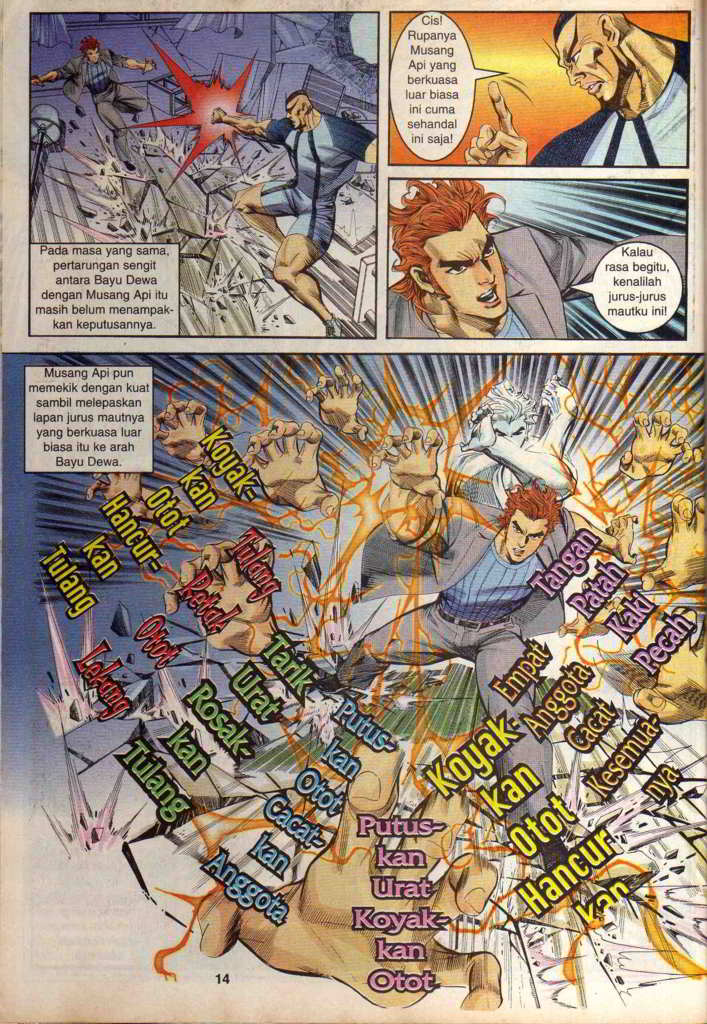 Pada masa yang sama,
pertarungan sengit
antara Bayu Dewa
dengan Musang Api itu
masih belum menampak-
kan keputusannya.
Cis!
Rupanya
Musang
Api yang
berkuasa
luar biasa
ini cuma
sehandal
ini saja!
Kalau
rasa begitu,
kenalilah
jurus-jurus
mautku ini!
Musang Api pun
memekik dengan kuat
sambil melepaskan
lapan jurus mautnya
yang berkuasa luar
biasa itu ke arah
Bayu Dewa.
Koyak-
kan
Otot
Hancur-
kan
Tulang
Tulang
Retak
Otot
Lekang
Tarik
Urat
Rosak-
kan
Tulang
Putus-
kan
Otot
Cacat-
kan
Anggota
Putus-
kan
Urat
Koyak-
kan
Otot
Koyak-
kan
Otot
Hancur
kan
Empat
Anggota
Cacat
Kesemua-
nya
Tangan
Patah
Kaki
Pecah
14